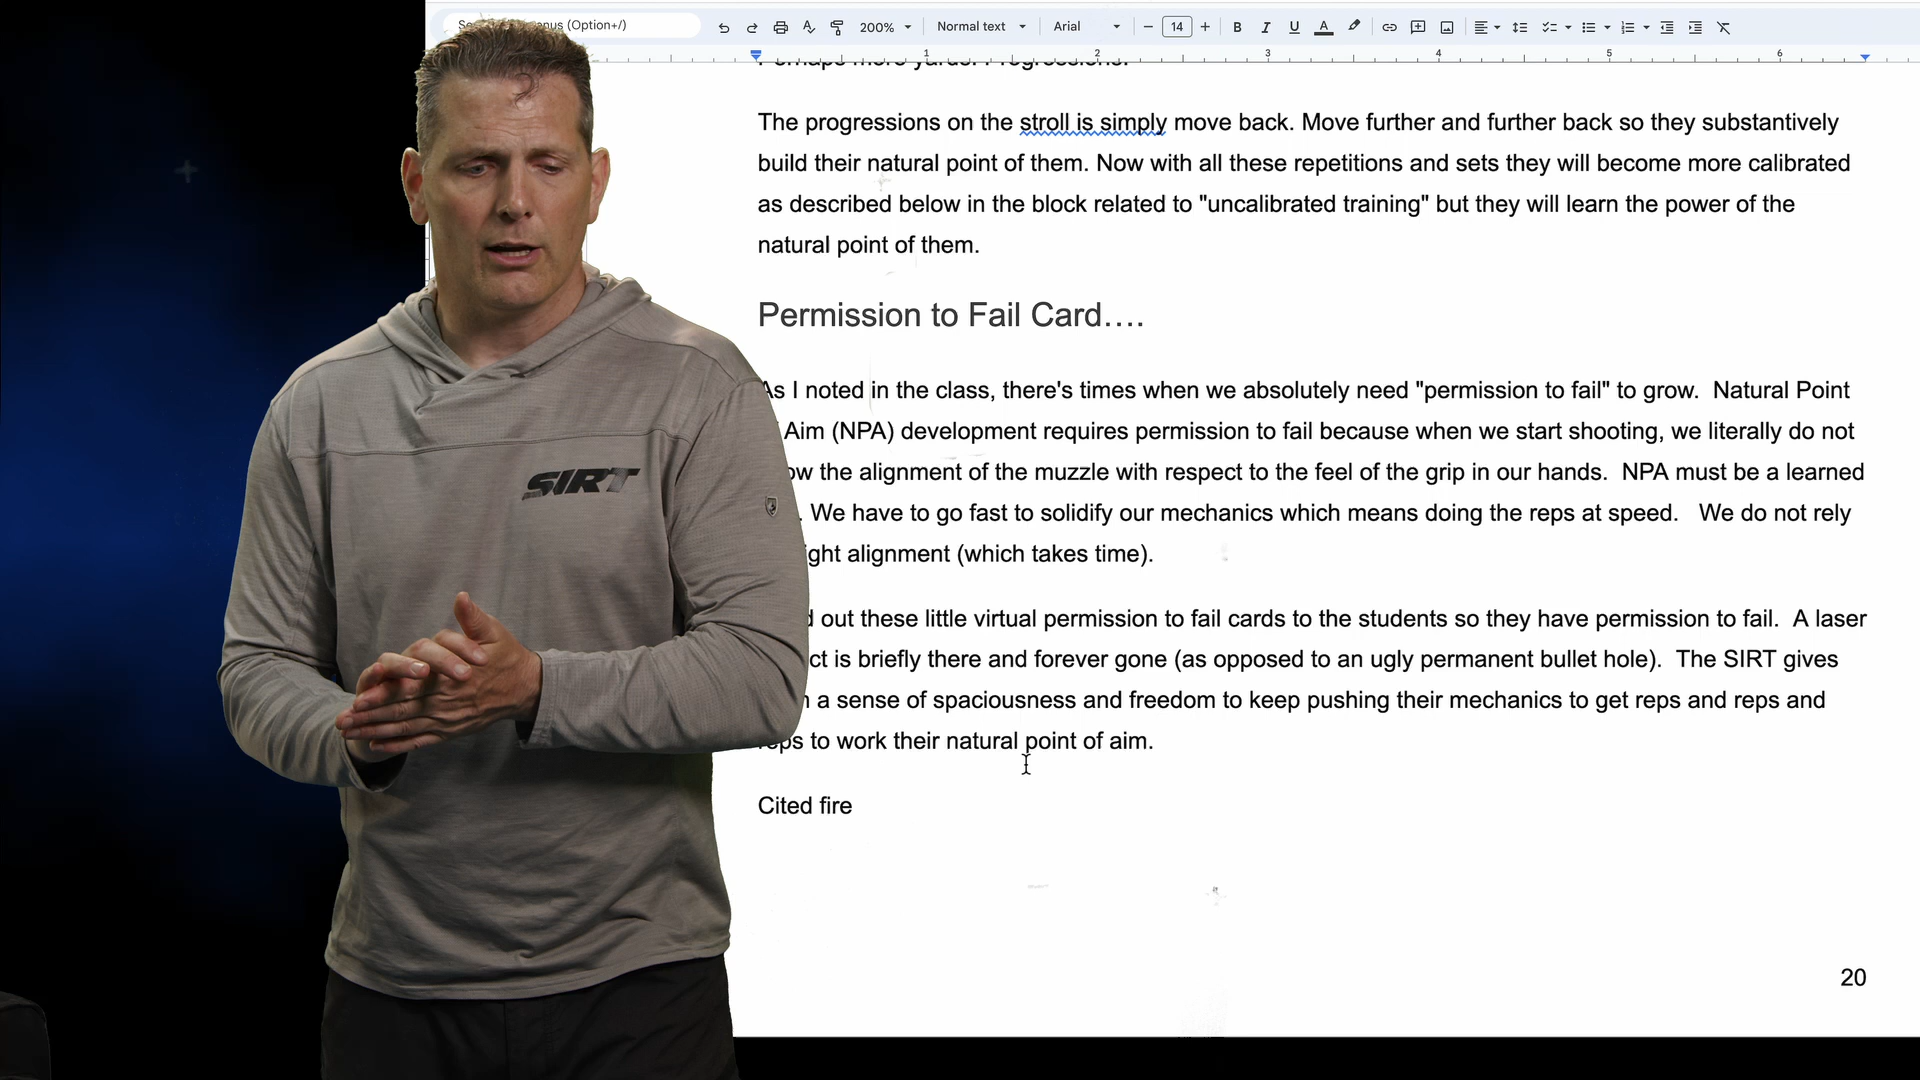 nus (Option+/)
200%
Normal text
Arial
14
B
I
U
A
1
2
3
4
5
6
Perhaps more yards. Progressions.
The progressions on the stroll is simply move back. Move further and further back so they substantively
build their natural point of them. Now with all these repetitions and sets they will become more calibrated
as described below in the block related to "uncalibrated training" but they will learn the power of the
natural point of them.
Permission to Fail Card….
As I noted in the class, there's times when we absolutely need "permission to fail" to grow. Natural Point
Aim (NPA) development requires permission to fail because when we start shooting, we literally do not
ow the alignment of the muzzle with respect to the feel of the grip in our hands. NPA must be a learned
. We have to go fast to solidify our mechanics which means doing the reps at speed. We do not rely
ght alignment (which takes time).
d out these little virtual permission to fail cards to the students so they have permission to fail. A laser
ct is briefly there and forever gone (as opposed to an ugly permanent bullet hole). The SIRT gives
a sense of spaciousness and freedom to keep pushing their mechanics to get reps and reps and
reps to work their natural point of aim.
Cited fire
20
SIRT